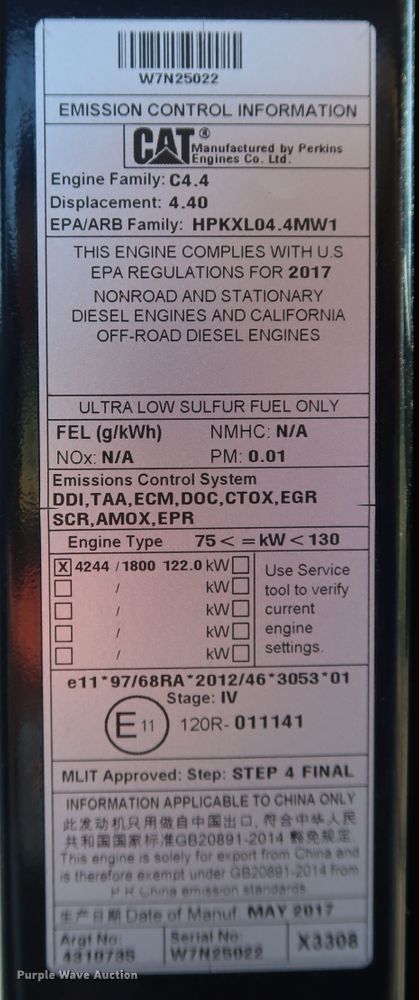 W7N25022
EMISSION CONTROL INFORMATION
CAT® Manufactured by Perkins
Engines Co. Ltd.
Engine Family: C4.4
Displacement: 4.40
EPA/ARB Family: HPKXL04.4MW1
THIS ENGINE COMPLIES WITH U.S
EPA REGULATIONS FOR 2017
NONROAD AND STATIONARY
DIESEL ENGINES AND CALIFORNIA
OFF-ROAD DIESEL ENGINES
ULTRA LOW SULFUR FUEL ONLY
FEL (g/kWh) NMHC: N/A
NOx: N/A PM: 0.01
Emissions Control System
DDI,TAA,ECM,DOC,CTOX,EGR
SCR,AMOX,EPR
Engine Type 75 < = kW < 130
X 4244 / 1800 122.0 kW
/ kW
/ kW
/ kW
/ kW
Use Service
tool to verify
current
engine
settings.
e11*97/68RA*2012/46*3053*01
Stage: IV
E 11 120R- 011141
MLIT Approved: Step: STEP 4 FINAL
INFORMATION APPLICABLE TO CHINA ONLY
此发动机只用做自中国出口, 符合中华人民
共和国国家标准GB20891-2014 豁免规定
This engine is solely for export from China and
is therefore exempt under GB20891-2014 from
P R China emission standards
生产日期 Date of Manuf MAY 2017
Argt No: Serial No: X3308
4310735 W7N25022
Purple Wave Auction